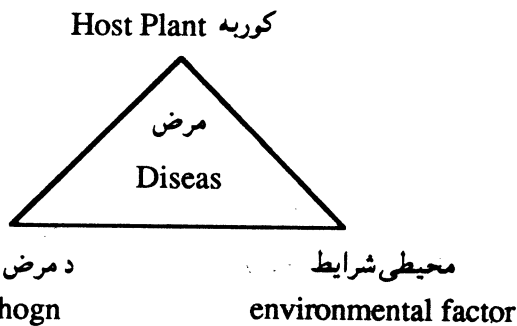 Host Plant کوربه
مرض
Diseas
د مرض
محیطی شرایط
hogn
environmental factor